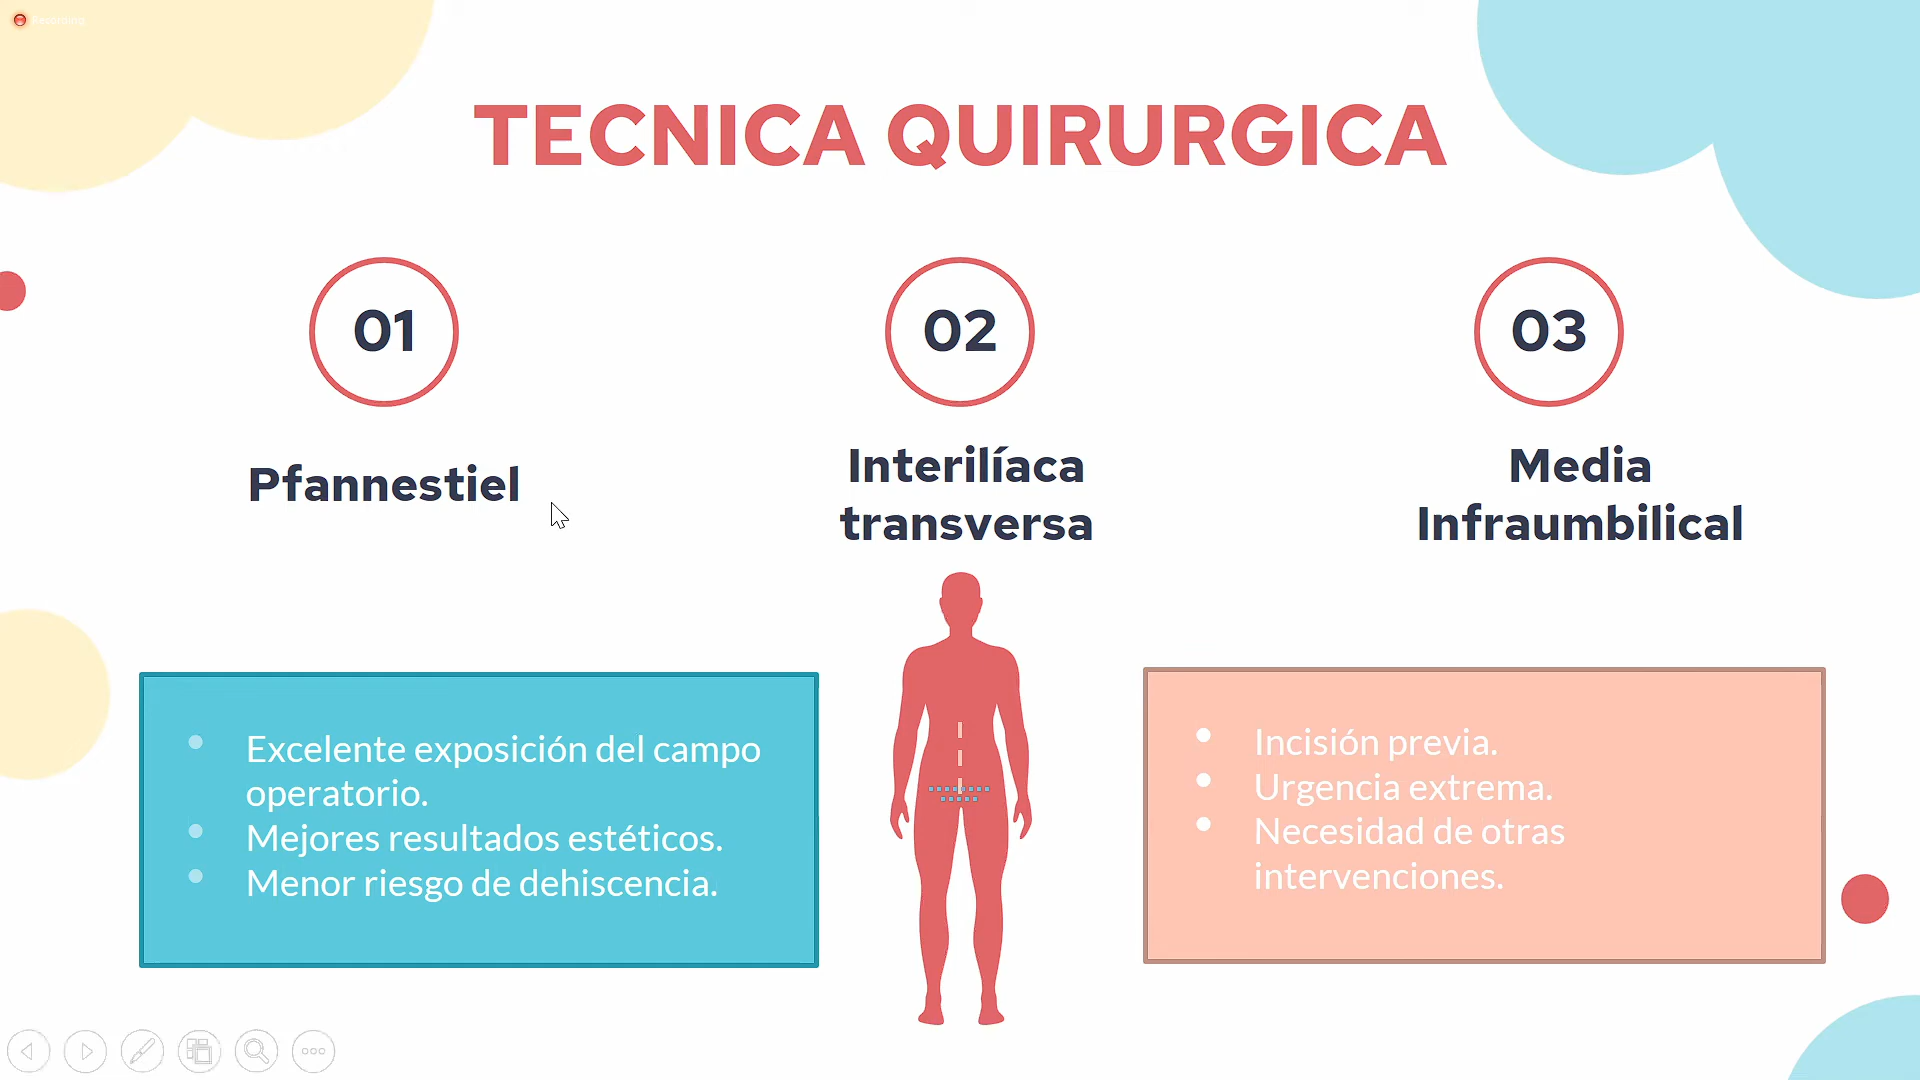 Recording
TECNICA QUIRURGICA
01
02
03
Pfannestiel
Interilíaca
transversa
Media
Infraumbilical
Excelente exposición del campo
operatorio.
Mejores resultados estéticos.
Menor riesgo de dehiscencia.
Incisión previa.
Urgencia extrema.
Necesidad de otras
intervenciones.